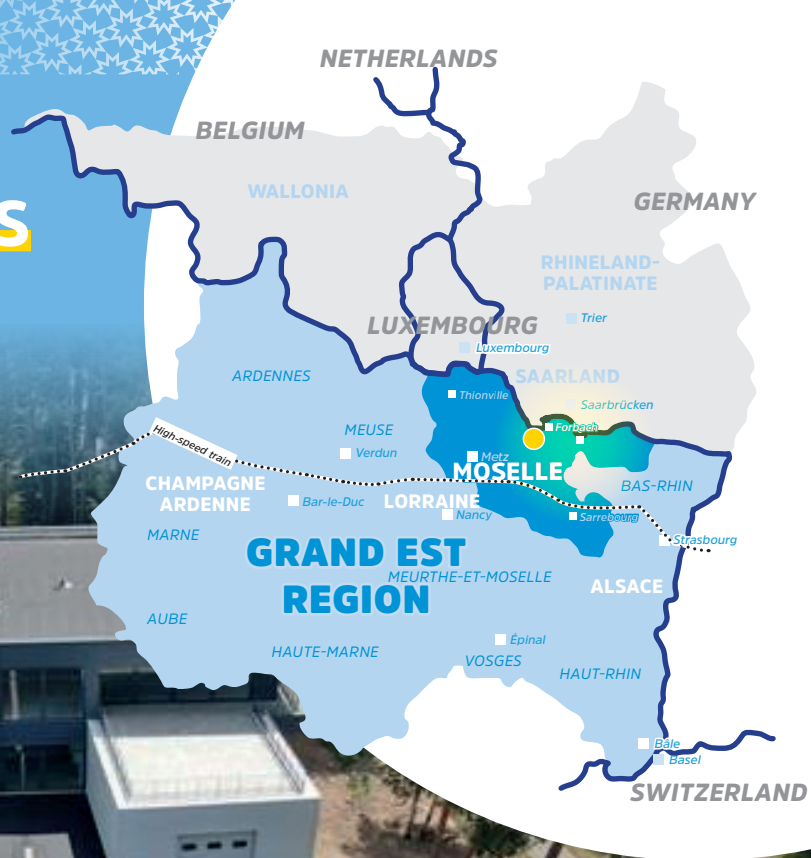 NETHERLANDS
BELGIUM
WALLONIA
S
GERMANY
RHINELAND-
PALATINATE
Trier
LUXEMBOURG
Luxembourg
ARDENNES
SAARLAND
Thionville
Saarbrücken
Forbach
MEUSE
High-speed train
Verdun
Metz
MOSELLE
CHAMPAGNE
ARDENNE
BAS-RHIN
Bar-le-Duc
LORRAINE
Nancy
Sarrebourg
MARNE
Strasbourg
GRAND EST
REGION
MEURTHE-ET-MOSELLE
ALSACE
AUBE
Épinal
HAUTE-MARNE
VOSGES
HAUT-RHIN
Bâle
Basel
SWITZERLAND